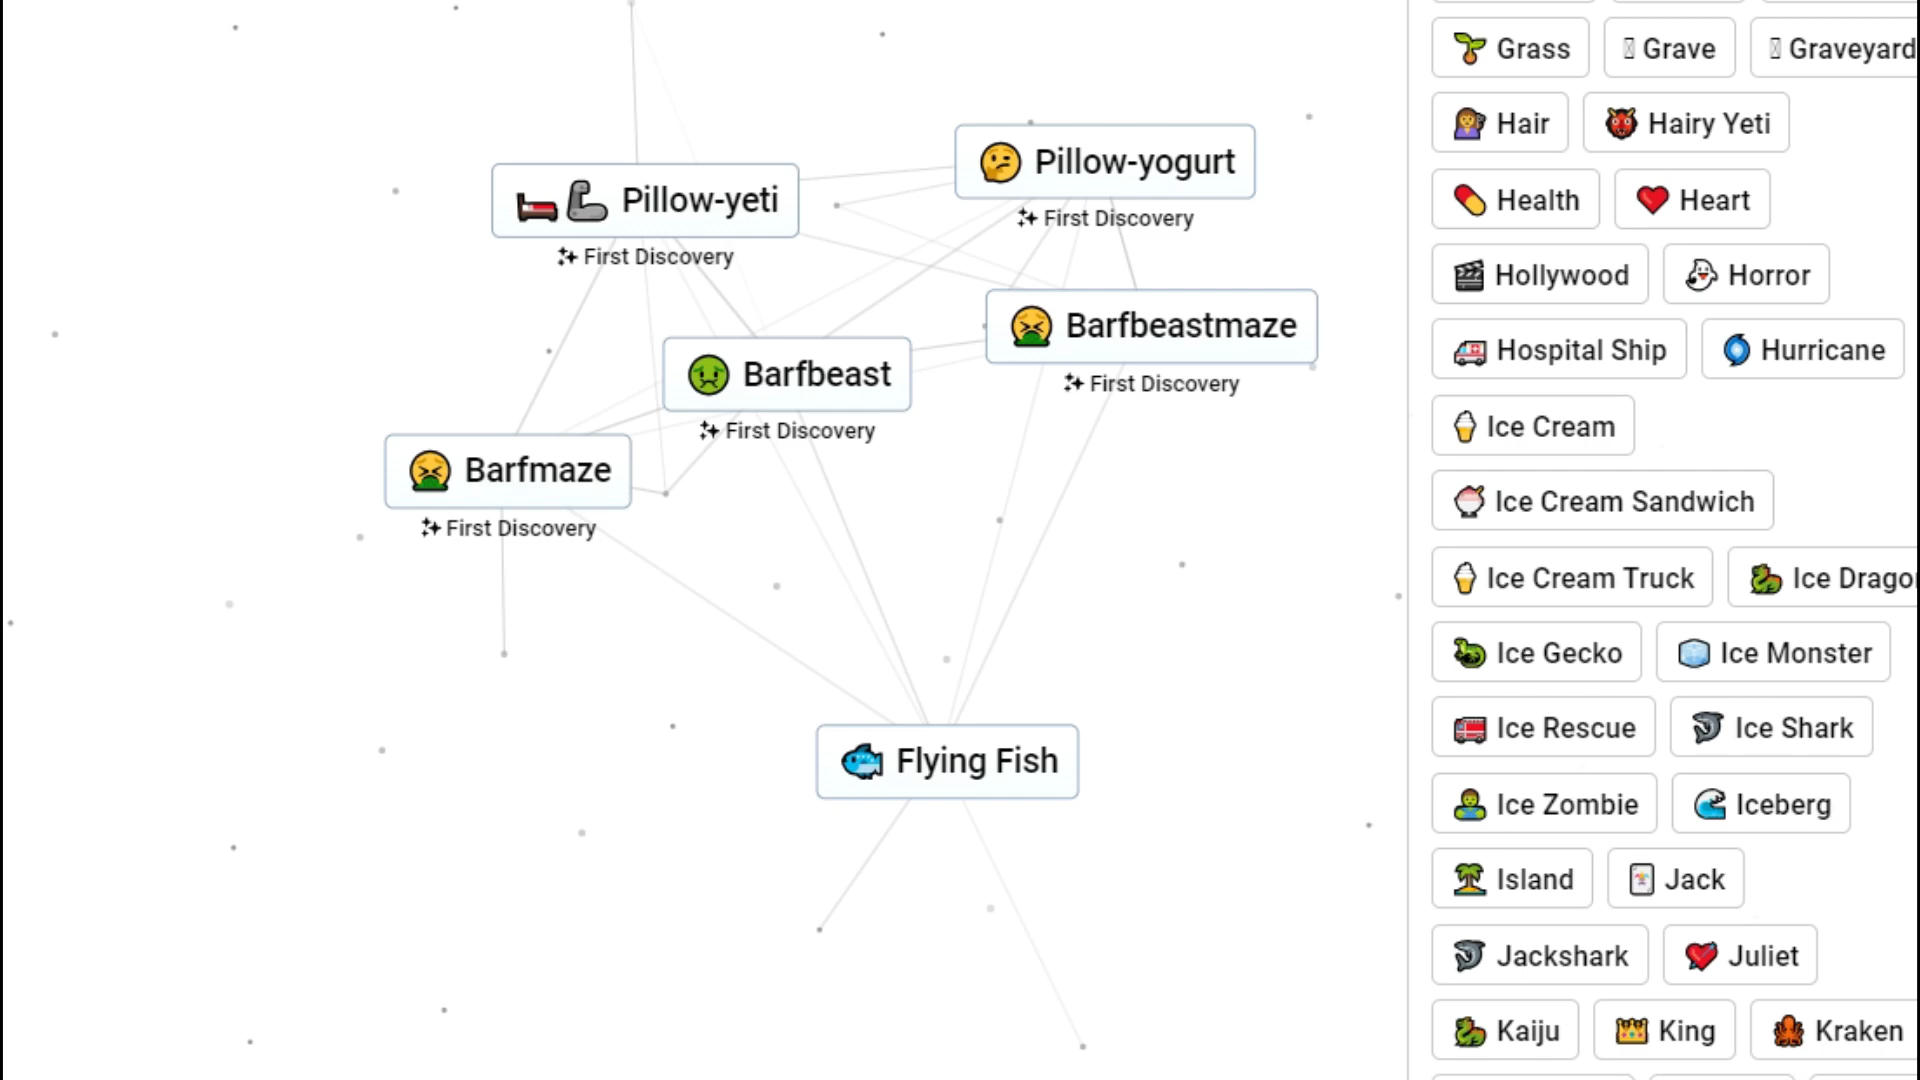 Pillow-yeti
First Discovery
Pillow-yogurt
First Discovery
Barfbeastmaze
First Discovery
Barfbeast
First Discovery
Barfmaze
First Discovery
Flying Fish
Grass Grave Graveyard
Hair Hairy Yeti
Health Heart
Hollywood Horror
Hospital Ship Hurricane
Ice Cream
Ice Cream Sandwich
Ice Cream Truck Ice Drago
Ice Gecko Ice Monster
Ice Rescue Ice Shark
Ice Zombie Iceberg
Island Jack
Jackshark Juliet
Kaiju King Kraken